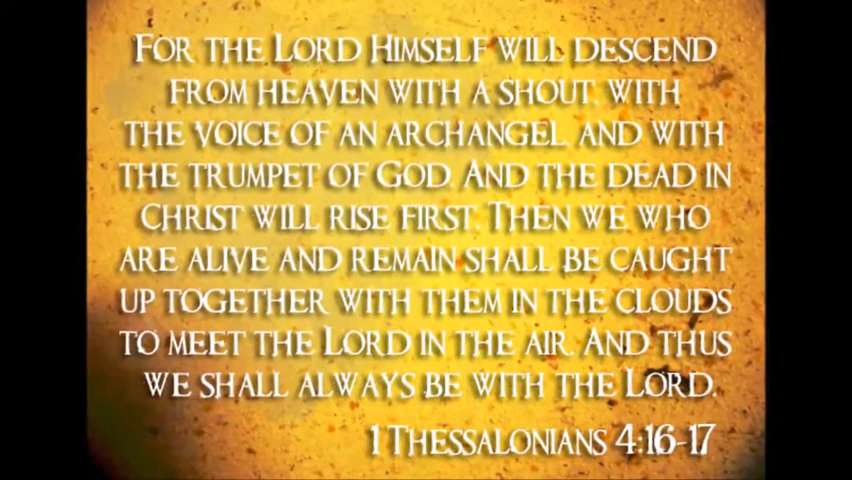 For the Lord Himself will descend
from heaven with a shout, with
the voice of an archangel, and with
the trumpet of God. And the dead in
Christ will rise first. Then we who
are alive and remain shall be caught
up together with them in the clouds
to meet the Lord in the air. And thus
we shall always be with the Lord.
1 Thessalonians 4:16-17